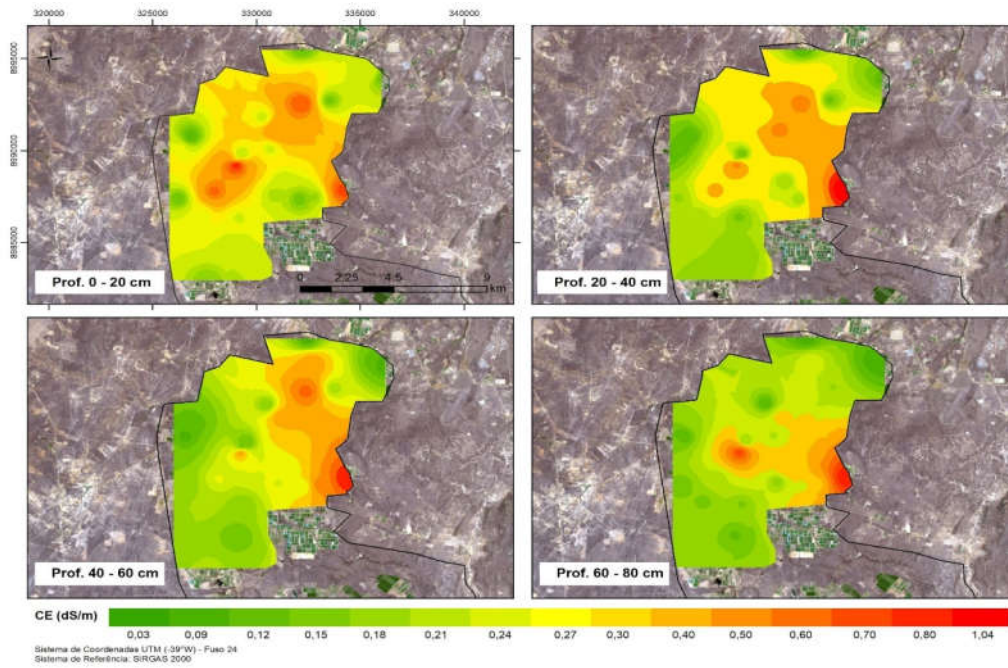 320000 325000 330000 335000 340000
8995000
8990000
8985000
0 2.25 4.5 9
km
Prof. 0 - 20 cm
Prof. 20 - 40 cm
Prof. 40 - 60 cm
Prof. 60 - 80 cm
CE (dS/m)
0,03 0,09 0,12 0,15 0,18 0,21 0,24 0,27 0,30 0,40 0,50 0,60 0,70 0,80 1,04
Sistema de Coordenadas UTM (-39°W) - Fuso 24
Sistema de Referência: SIRGAS 2000